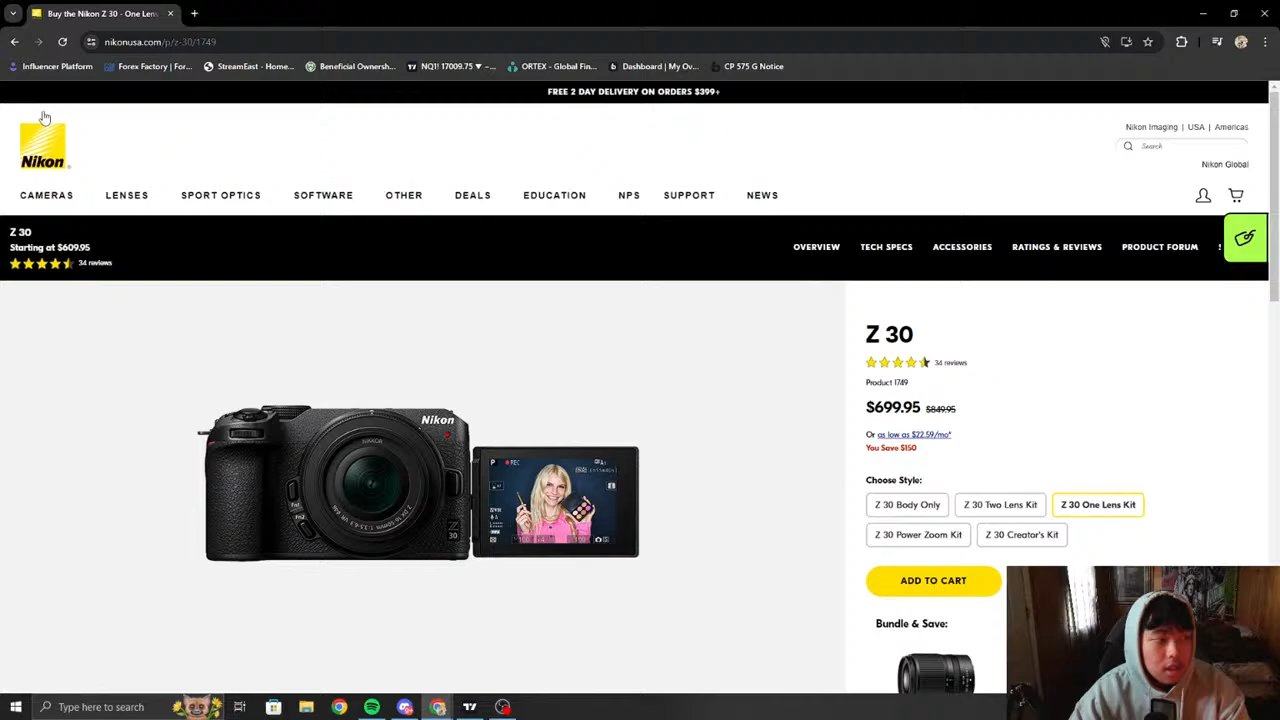 Buy the Nikon Z 30 - One Len
nikonusa.com/p/z-30/1749
Influencer Platform
Forex Factory | For...
StreamEast - Home...
Beneficial Ownersh...
NQ1! 17009.75 ▼ −...
ORTEX - Global Fin...
Dashboard | My Ov...
CP 575 G Notice
FREE 2 DAY DELIVERY ON ORDERS $399+
Nikon
Nikon Imaging | USA | Americas
Search
Nikon Global
CAMERAS LENSES SPORT OPTICS SOFTWARE OTHER DEALS EDUCATION NPS SUPPORT NEWS
Z 30
Starting at $609.95
34 reviews
OVERVIEW TECH SPECS ACCESSORIES RATINGS & REVIEWS PRODUCT FORUM
Nikon
NIKKOR
Fn1
Fn2
Z
30
P REC
Z 30
34 reviews
Product 1749
$699.95 $849.95
Or as low as $22.59/mo*
You Save $150
Choose Style:
Z 30 Body Only Z 30 Two Lens Kit Z 30 One Lens Kit
Z 30 Power Zoom Kit Z 30 Creator's Kit
ADD TO CART
Bundle & Save:
Type here to search